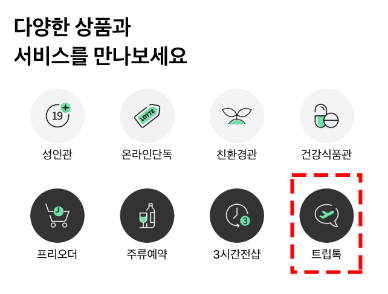 다양한 상품과
서비스를 만나보세요
19+
LOTTE
성인관 온라인단독 친환경관 건강식품관
3
프리오더 주류예약 3시간전샵 트립톡